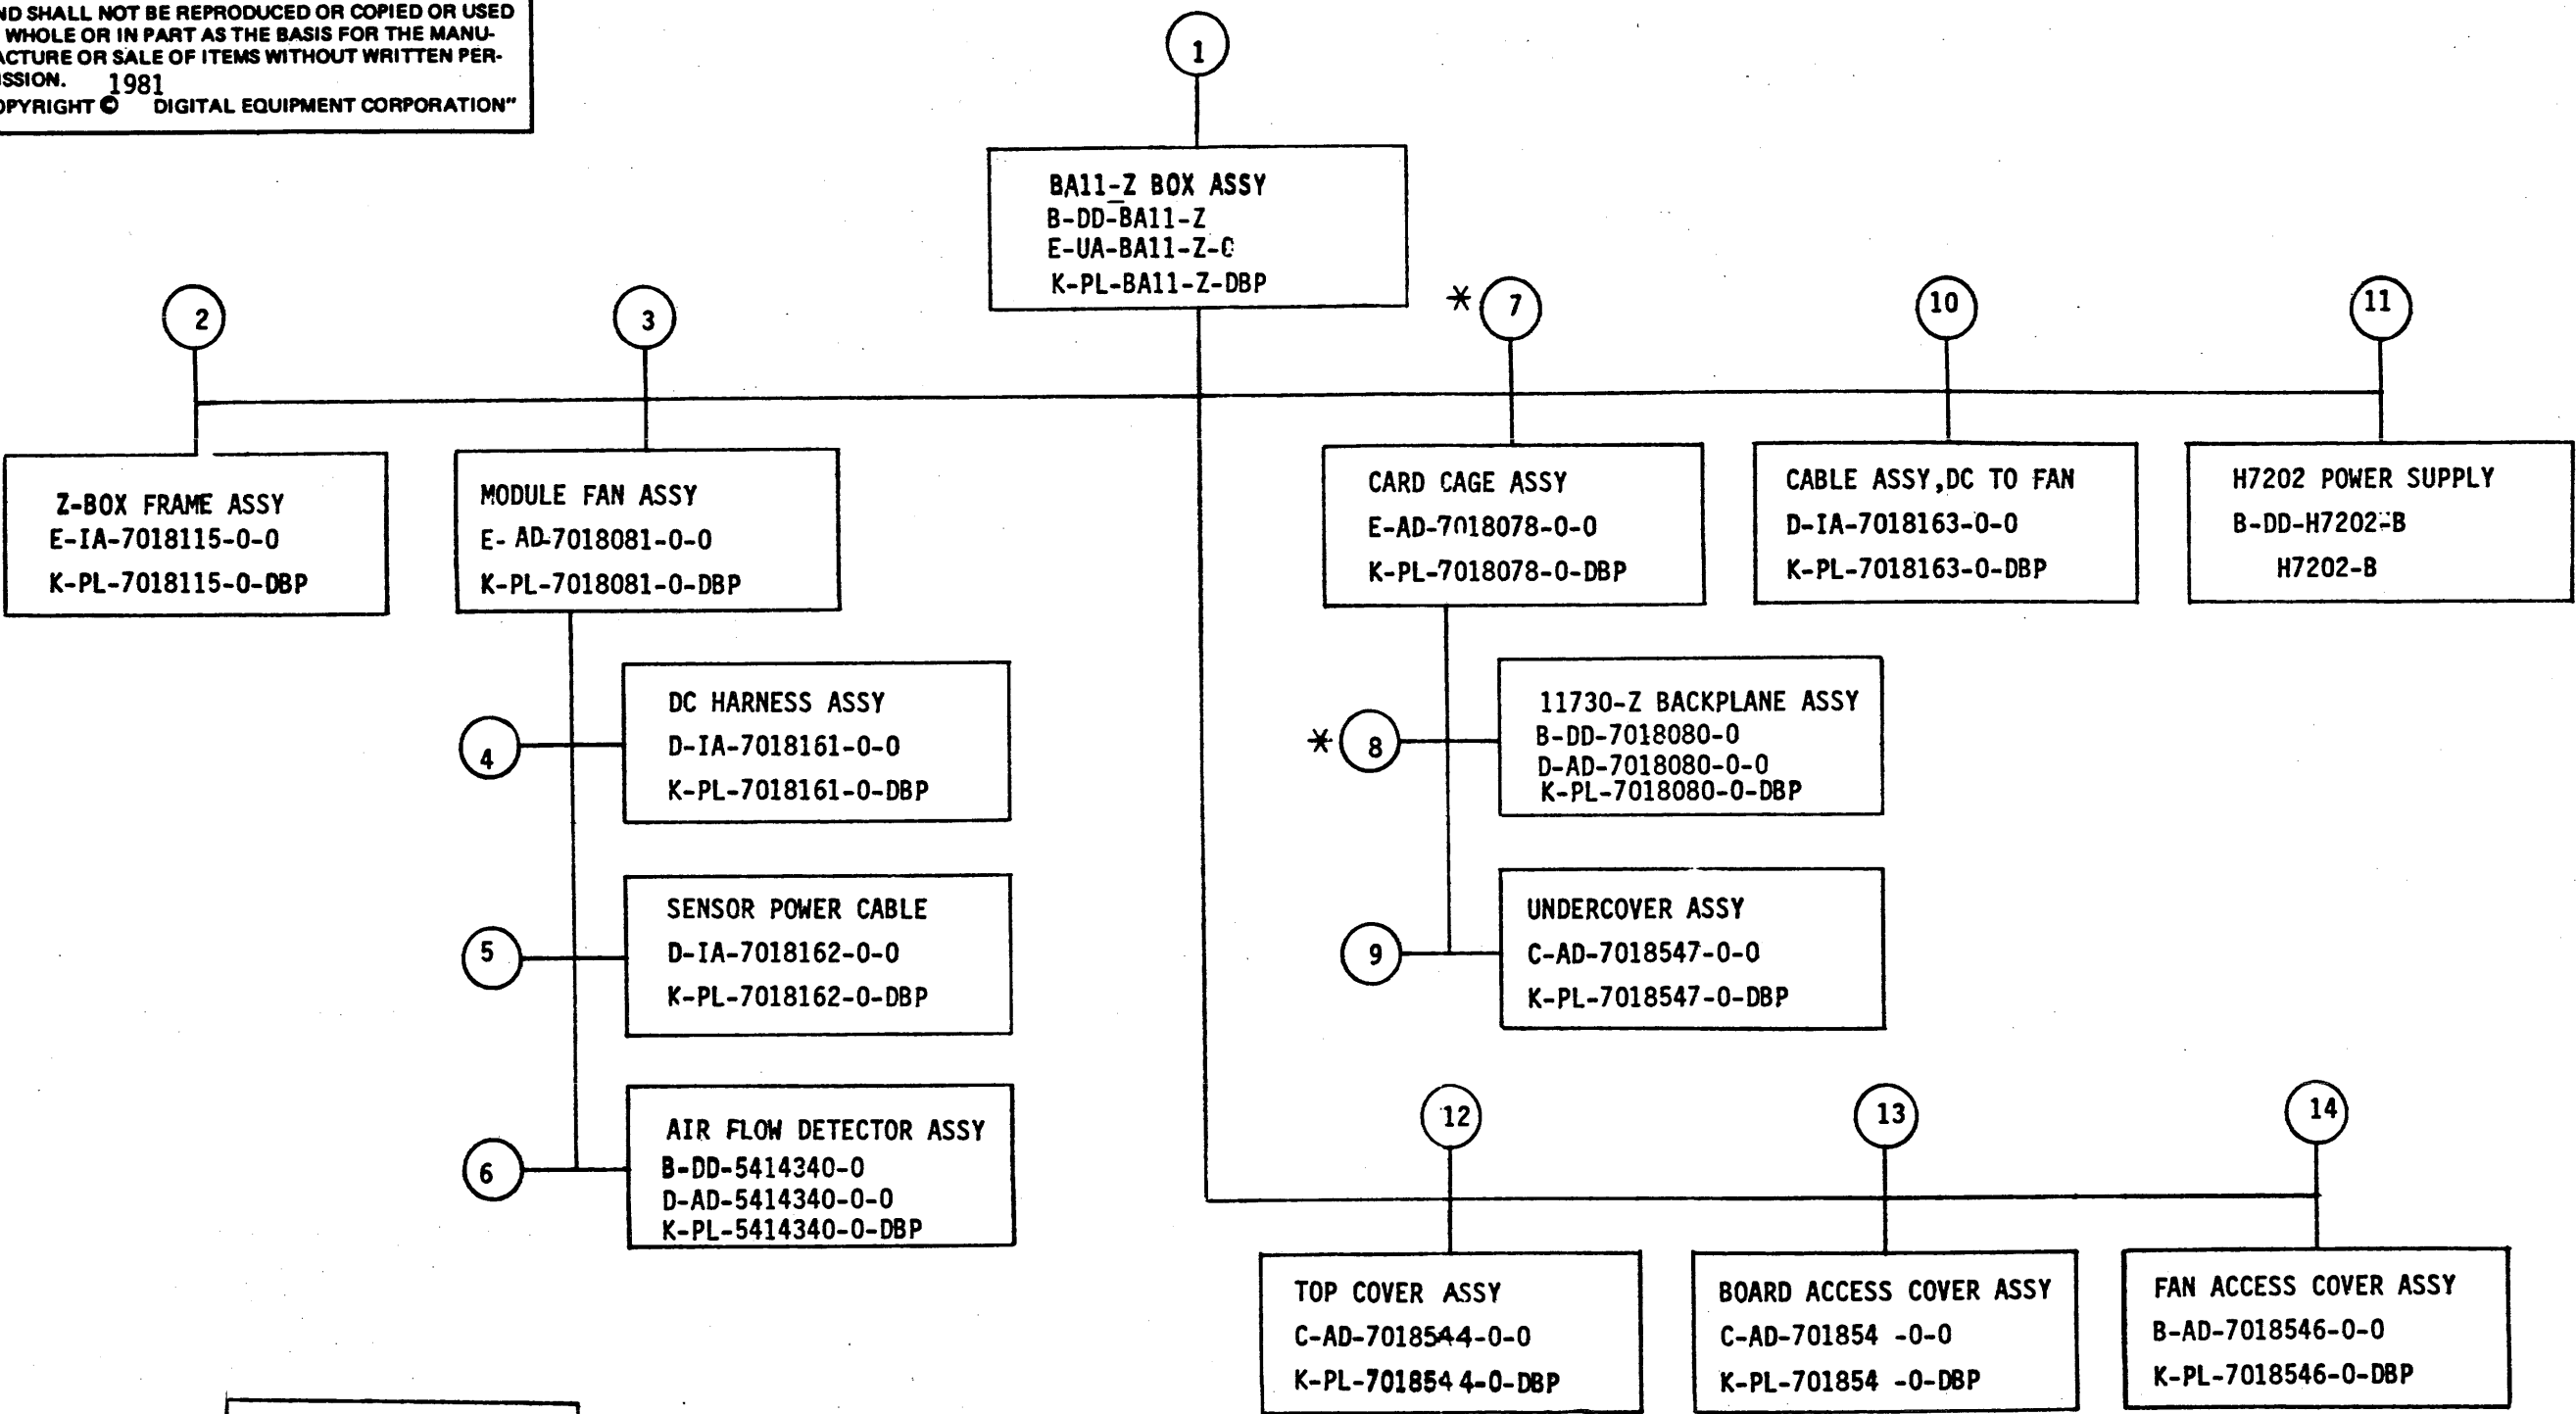 ND SHALL NOT BE REPRODUCED OR COPIED OR USED
WHOLE OR IN PART AS THE BASIS FOR THE MANU-
ACTURE OR SALE OF ITEMS WITHOUT WRITTEN PER-
ISSION. 1981
OPYRIGHT © DIGITAL EQUIPMENT CORPORATION"
1
BA11-Z BOX ASSY
B-DD-BA11-Z
E-UA-BA11-Z-0
K-PL-BA11-Z-DBP
2
3
* 7
10
11
Z-BOX FRAME ASSY
E-IA-7018115-0-0
K-PL-7018115-0-DBP
MODULE FAN ASSY
E-AD-7018081-0-0
K-PL-7018081-0-DBP
CARD CAGE ASSY
E-AD-7018078-0-0
K-PL-7018078-0-DBP
CABLE ASSY,DC TO FAN
D-IA-7018163-0-0
K-PL-7018163-0-DBP
H7202 POWER SUPPLY
B-DD-H7202-B
H7202-B
4
DC HARNESS ASSY
D-IA-7018161-0-0
K-PL-7018161-0-DBP
* 8
11730-Z BACKPLANE ASSY
B-DD-7018080-0
D-AD-7018080-0-0
K-PL-7018080-0-DBP
5
SENSOR POWER CABLE
D-IA-7018162-0-0
K-PL-7018162-0-DBP
9
UNDERCOVER ASSY
C-AD-7018547-0-0
K-PL-7018547-0-DBP
6
AIR FLOW DETECTOR ASSY
B-DD-5414340-0
D-AD-5414340-0-0
K-PL-5414340-0-DBP
12
13
14
TOP COVER ASSY
C-AD-7018544-0-0
K-PL-7018544-0-DBP
BOARD ACCESS COVER ASSY
C-AD-701854 -0-0
K-PL-701854 -0-DBP
FAN ACCESS COVER ASSY
B-AD-7018546-0-0
K-PL-7018546-0-DBP